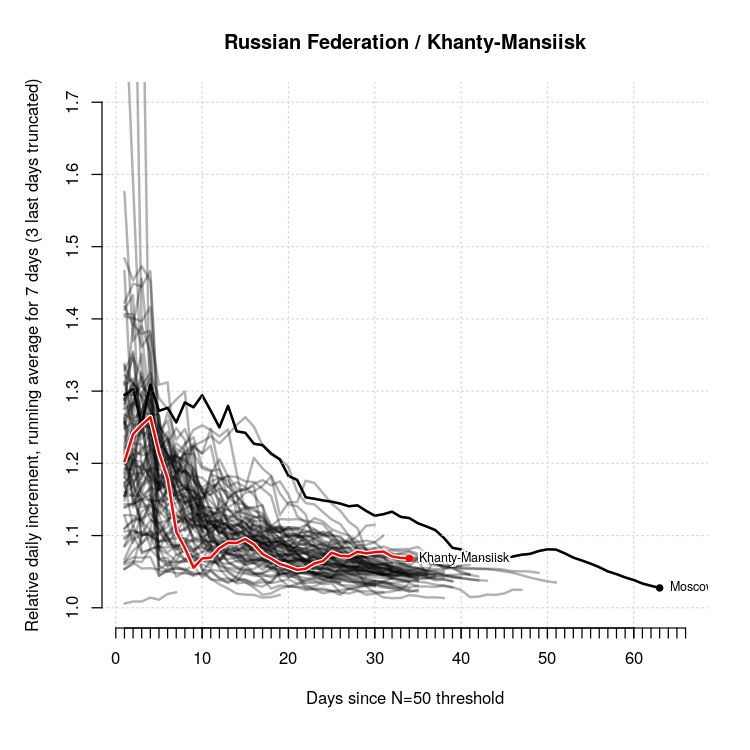 Russian Federation / Khanty-Mansiisk
Relative daily increment, running average for 7 days (3 last days truncated)
1.7
1.6
1.5
1.4
1.3
1.2
1.1
1.0
Khanty-Mansiisk
Moscow
0 10 20 30 40 50 60
Days since N=50 threshold